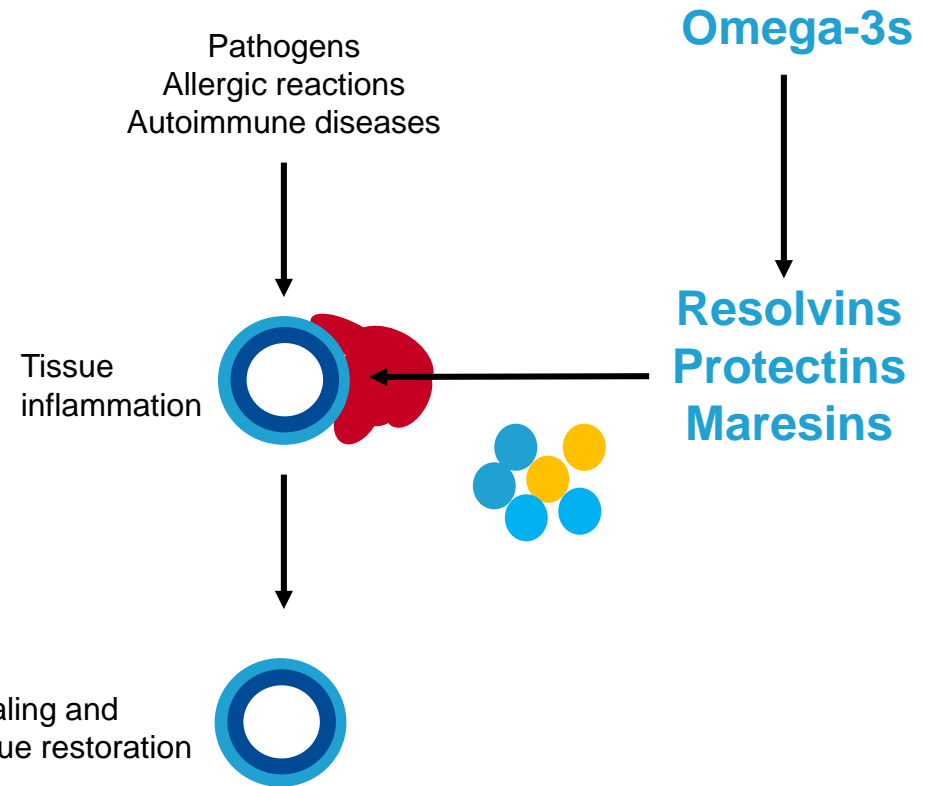 Omega-3s
Pathogens
Allergic reactions
Autoimmune diseases
Resolvins
Protectins
Maresins
Tissue
inflammation
aling and
ue restoration